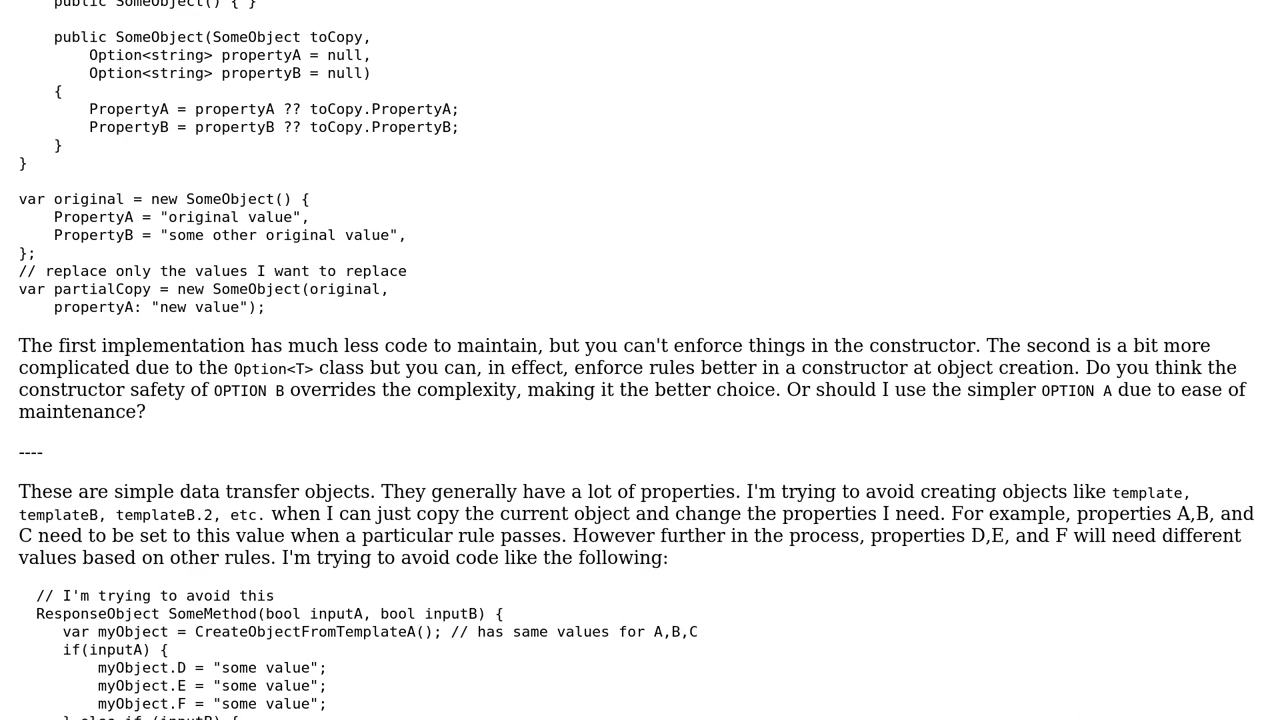 public SomeObject() { }
public SomeObject(SomeObject toCopy,
Option<string> propertyA = null,
Option<string> propertyB = null)
{
PropertyA = propertyA ?? toCopy.PropertyA;
PropertyB = propertyB ?? toCopy.PropertyB;
}
}
var original = new SomeObject() {
PropertyA = "original value",
PropertyB = "some other original value",
};
// replace only the values I want to replace
var partialCopy = new SomeObject(original,
propertyA: "new value");
The first implementation has much less code to maintain, but you can't enforce things in the constructor. The second is a bit more
complicated due to the Option<T> class but you can, in effect, enforce rules better in a constructor at object creation. Do you think the
constructor safety of OPTION B overrides the complexity, making it the better choice. Or should I use the simpler OPTION A due to ease of
maintenance?
----
These are simple data transfer objects. They generally have a lot of properties. I'm trying to avoid creating objects like template,
templateB, templateB.2, etc. when I can just copy the current object and change the properties I need. For example, properties A,B, and
C need to be set to this value when a particular rule passes. However further in the process, properties D,E, and F will need different
values based on other rules. I'm trying to avoid code like the following:
// I'm trying to avoid this
ResponseObject SomeMethod(bool inputA, bool inputB) {
var myObject = CreateObjectFromTemplateA(); // has same values for A,B,C
if(inputA) {
myObject.D = "some value";
myObject.E = "some value";
myObject.F = "some value";
} else if (inputB) {